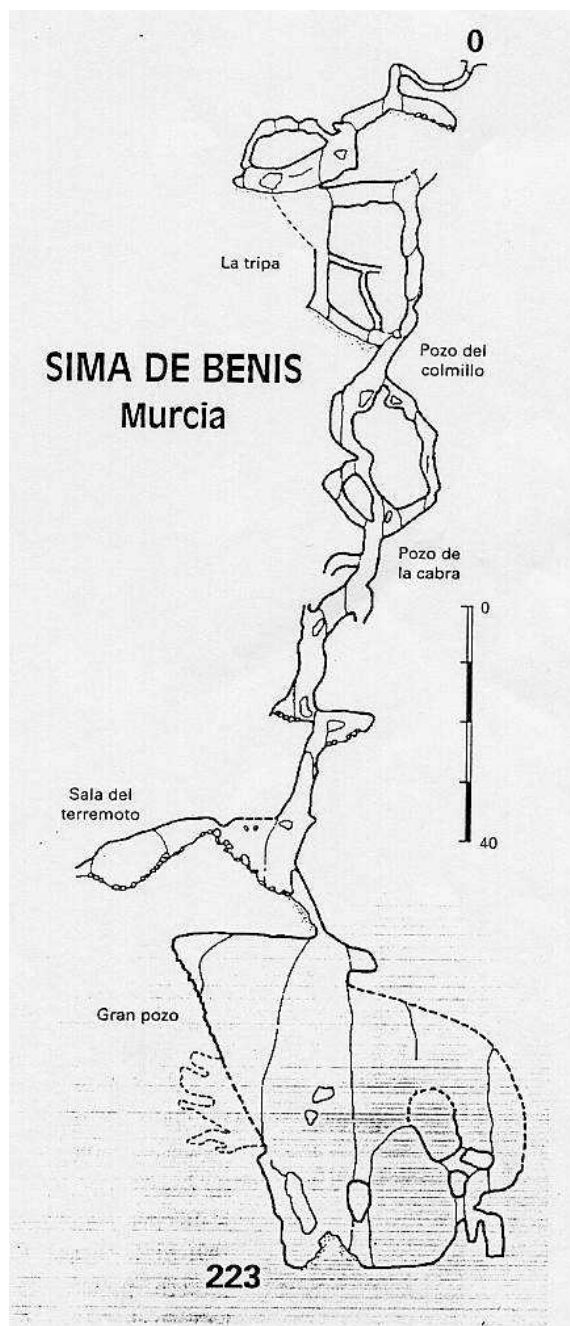 0
La tripa
SIMA DE BENIS
Murcia
Pozo del
colmillo
Pozo de
la cabra
0
40
Sala del
terremoto
Gran pozo
223